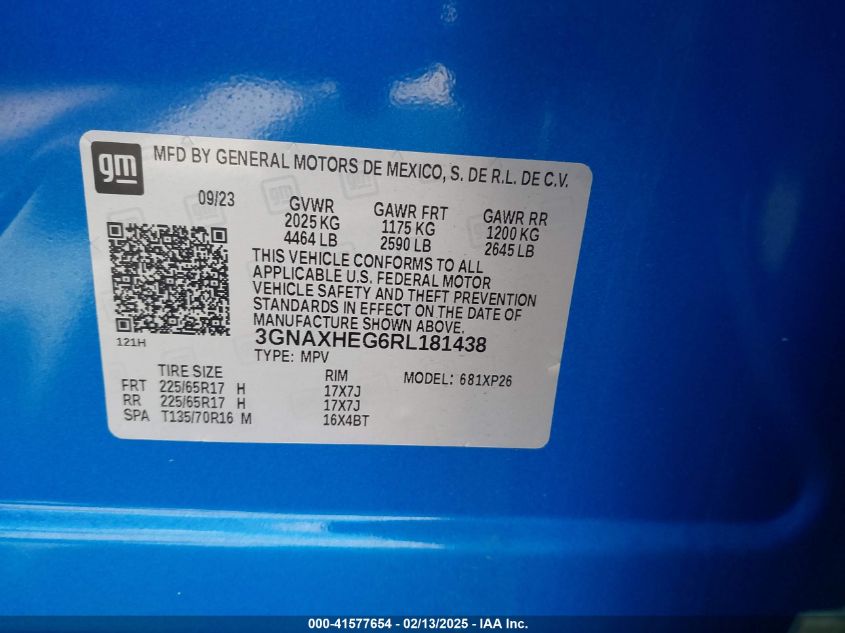 gm
MFD BY GENERAL MOTORS DE MEXICO, S. DE R.L. DE C.V.
09/23
GVWR GAWR FRT GAWR RR
2025 KG 1175 KG 1200 KG
4464 LB 2590 LB 2645 LB
THIS VEHICLE CONFORMS TO ALL
APPLICABLE U.S. FEDERAL MOTOR
VEHICLE SAFETY AND THEFT PREVENTION
STANDARDS IN EFFECT ON THE DATE OF
MANUFACTURE SHOWN ABOVE.
121H
3GNAXHEG6RL181438
TYPE: MPV
TIRE SIZE RIM MODEL: 681XP26
FRT 225/65R17 H 17X7J
RR 225/65R17 H 17X7J
SPA T135/70R16 M 16X4BT
000-41577654 - 02/13/2025 - IAA Inc.